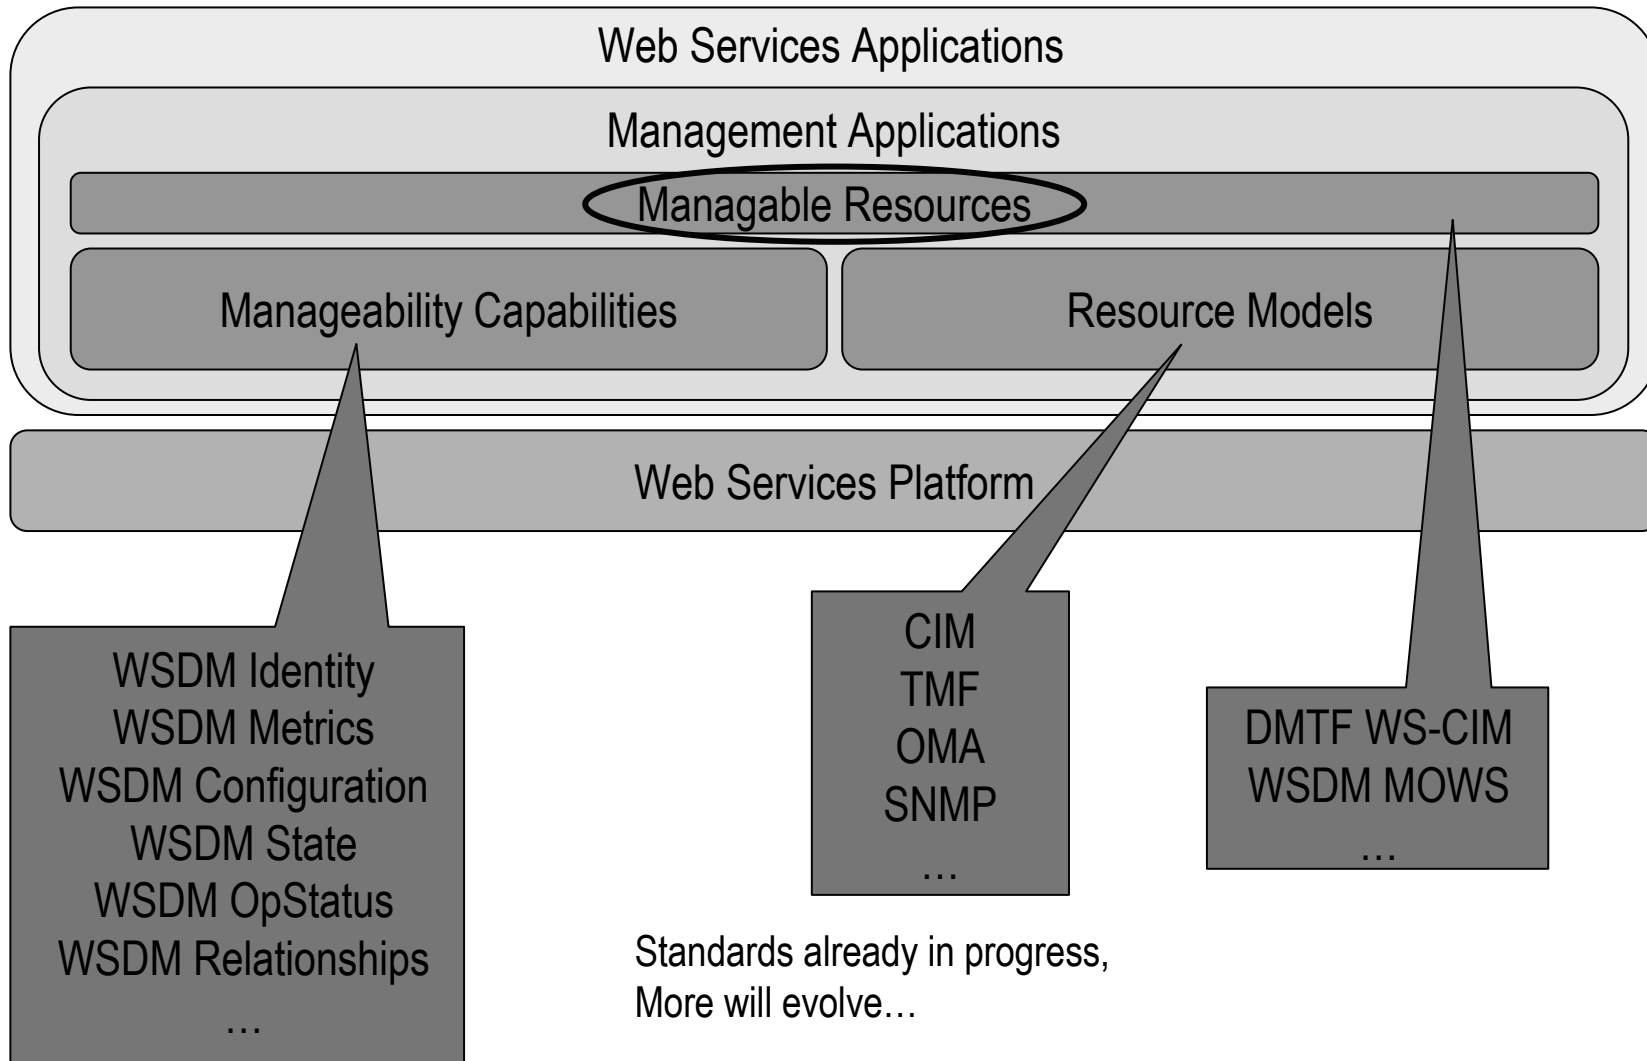 Web Services Applications
Management Applications
Managable Resources
Manageability Capabilities
Resource Models
Web Services Platform
WSDM Identity
WSDM Metrics
WSDM Configuration
WSDM State
WSDM OpStatus
WSDM Relationships
…
CIM
TMF
OMA
SNMP
…
DMTF WS-CIM
WSDM MOWS
…
Standards already in progress,
More will evolve…